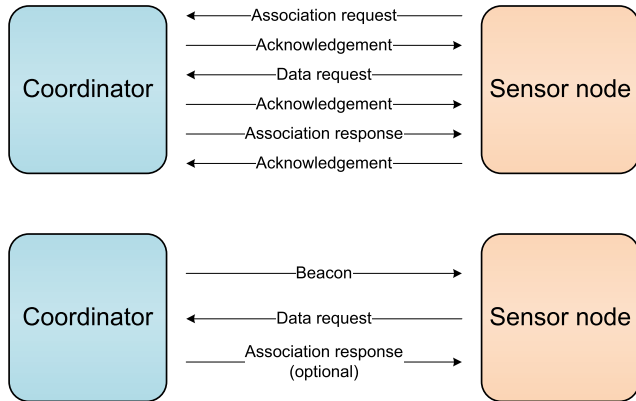 Association request
Acknowledgement
Data request
Coordinator
Sensor node
Acknowledgement
Association response
Acknowledgement
Beacon
Coordinator
Data request
Sensor node
Association response
(optional)